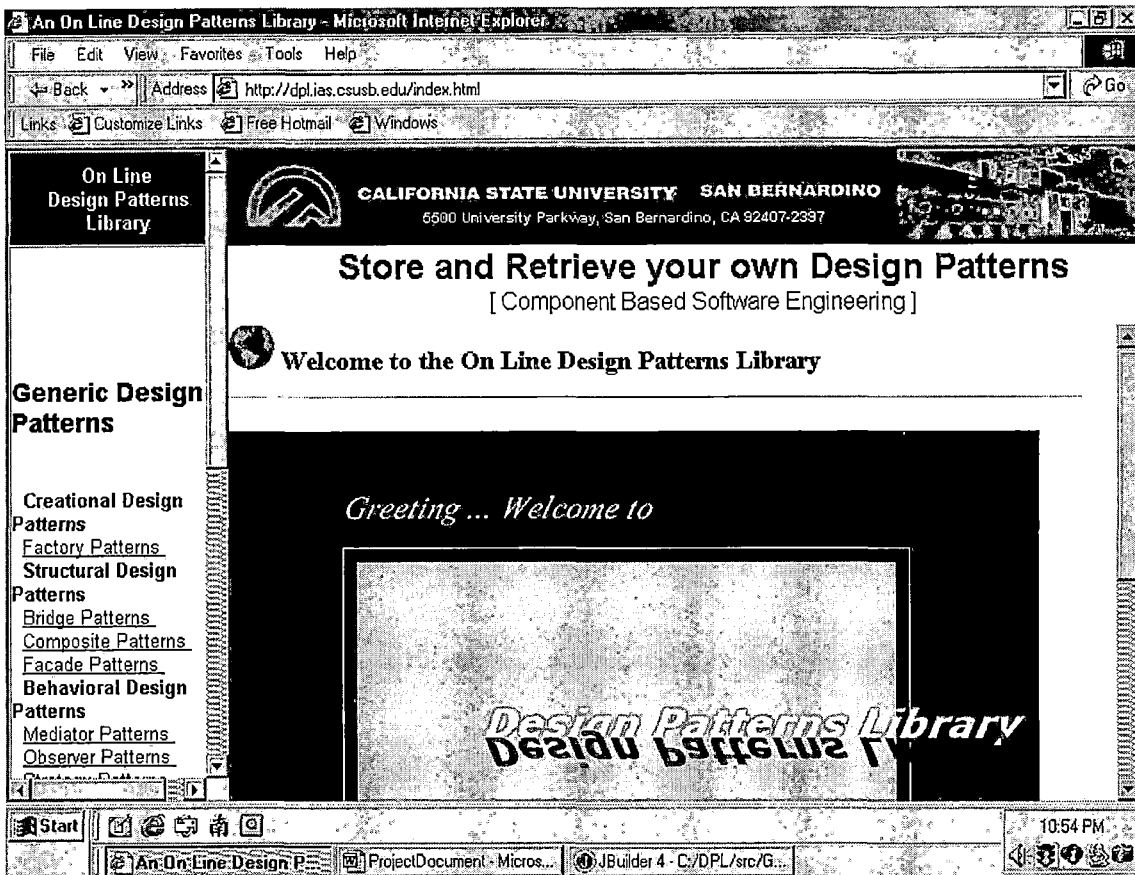 An On Line Design Patterns Library - Microsoft Internet Explorer
File Edit View Favorites Tools Help
Back » Address http://dpl.ias.csusb.edu/index.html Go
Links Customize Links Free Hotmail Windows
On Line
Design Patterns
Library
CALIFORNIA STATE UNIVERSITY SAN BERNARDINO
5500 University Parkway, San Bernardino, CA 92407-2397
Store and Retrieve your own Design Patterns
[ Component Based Software Engineering ]
Welcome to the On Line Design Patterns Library
Generic Design
Patterns
Creational Design
Patterns
Factory Patterns
Structural Design
Patterns
Bridge Patterns
Composite Patterns
Facade Patterns
Behavioral Design
Patterns
Mediator Patterns
Observer Patterns
Greeting ... Welcome to
Design Patterns Library
Start 南 10:54 PM
An On Line Design P... ProjectDocument - Micros... JBuilder 4 - C:/DPL/src/G...